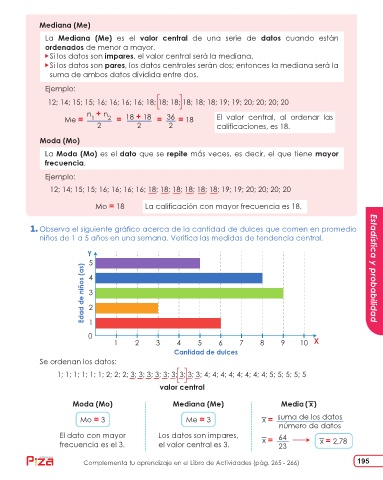 Mediana (Me)
La Mediana (Me) es el valor central de una serie de datos cuando están
ordenados de menor a mayor.
Si los datos son impares, el valor central será la mediana.
Si los datos son pares, los datos centrales serán dos; entonces la mediana será la
suma de ambos datos dividida entre dos.
Ejemplo:
12; 14; 15; 15; 16; 16; 16; 16; 18; 18; 18; 18; 18; 18; 19; 19; 20; 20; 20; 20
Me = n1 + n2 / 2 = 18 + 18 / 2 = 36 / 2 = 18
El valor central, al ordenar las
calificaciones, es 18.
Moda (Mo)
La Moda (Mo) es el dato que se repite más veces, es decir, el que tiene mayor
frecuencia.
Ejemplo:
12; 14; 15; 15; 16; 16; 16; 16; 18; 18; 18; 18; 18; 18; 19; 19; 20; 20; 20; 20
Mo = 18 La calificación con mayor frecuencia es 18.
1. Observa el siguiente gráfico acerca de la cantidad de dulces que comen en promedio
niños de 1 a 5 años en una semana. Verifica las medidas de tendencia central.
Y
5
4
3
2
1
0
Edad de niños (as)
1 2 3 4 5 6 7 8 9 10 X
Cantidad de dulces
Se ordenan los datos:
1; 1; 1; 1; 1; 1; 2; 2; 2; 3; 3; 3; 3; 3; 3; 3; 3; 3; 4; 4; 4; 4; 4; 4; 4; 4; 5; 5; 5; 5; 5
valor central
Moda (Mo)
Mo = 3
El dato con mayor
frecuencia es el 3.
Mediana (Me)
Me = 3
Los datos son impares,
el valor central es 3.
Media (x̄)
x̄ = suma de los datos / número de datos
x̄ = 64 / 23 → x̄ = 2,78
Estadística y probabilidad
Piza
Complementa tu aprendizaje en el Libro de Actividades (pág. 265 - 266)
195